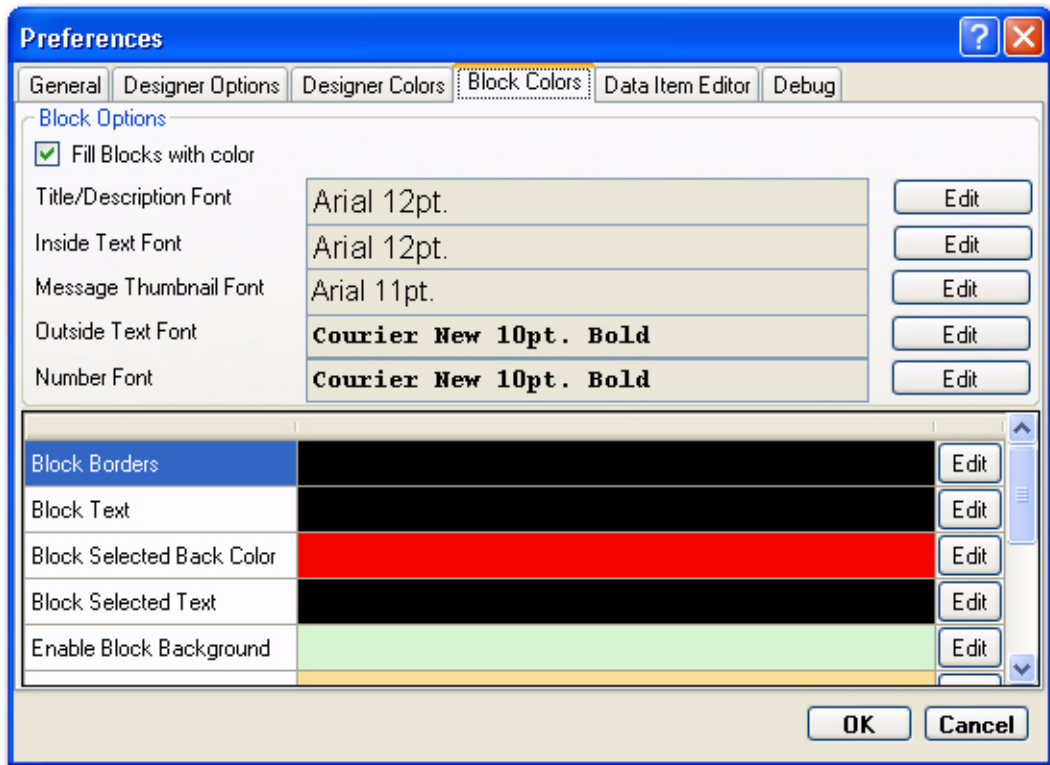 Preferences
?
General Designer Options Designer Colors Block Colors Data Item Editor Debug
Block Options
Fill Blocks with color
Title/Description Font Arial 12pt. Edit
Inside Text Font Arial 12pt. Edit
Message Thumbnail Font Arial 11pt. Edit
Outside Text Font Courier New 10pt. Bold Edit
Number Font Courier New 10pt. Bold Edit
Block Borders Edit
Block Text Edit
Block Selected Back Color Edit
Block Selected Text Edit
Enable Block Background Edit
OK Cancel